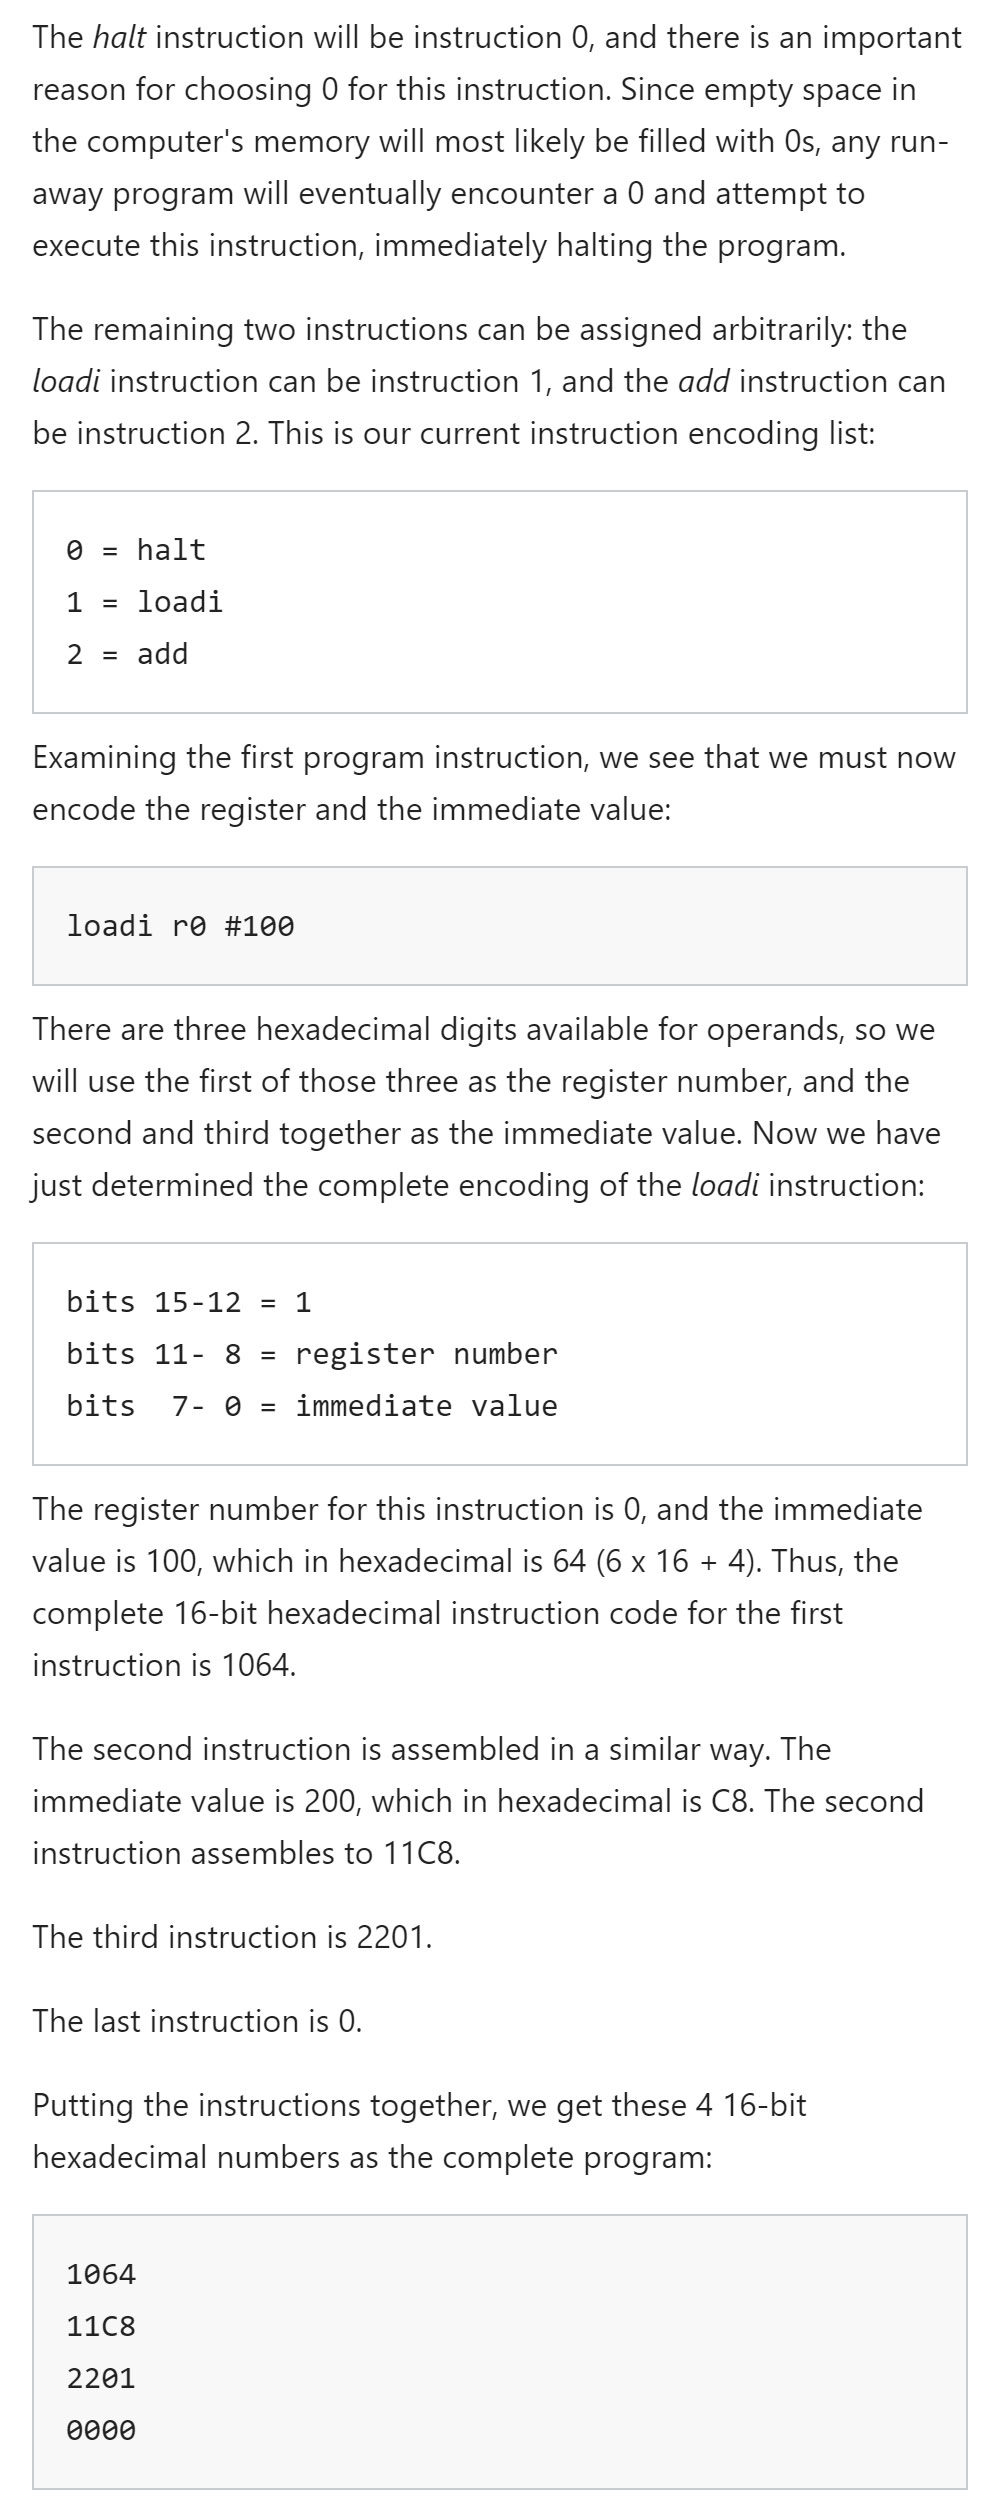 The halt instruction will be instruction 0, and there is an important
reason for choosing 0 for this instruction. Since empty space in
the computer's memory will most likely be filled with 0s, any run-
away program will eventually encounter a 0 and attempt to
execute this instruction, immediately halting the program.
The remaining two instructions can be assigned arbitrarily: the
loadi instruction can be instruction 1, and the add instruction can
be instruction 2. This is our current instruction encoding list:
0 = halt
1 = loadi
2 = add
Examining the first program instruction, we see that we must now
encode the register and the immediate value:
loadi r0 #100
There are three hexadecimal digits available for operands, so we
will use the first of those three as the register number, and the
second and third together as the immediate value. Now we have
just determined the complete encoding of the loadi instruction:
bits 15-12 = 1
bits 11- 8 = register number
bits  7- 0 = immediate value
The register number for this instruction is 0, and the immediate
value is 100, which in hexadecimal is 64 (6 x 16 + 4). Thus, the
complete 16-bit hexadecimal instruction code for the first
instruction is 1064.
The second instruction is assembled in a similar way. The
immediate value is 200, which in hexadecimal is C8. The second
instruction assembles to 11C8.
The third instruction is 2201.
The last instruction is 0.
Putting the instructions together, we get these 4 16-bit
hexadecimal numbers as the complete program:
1064
11C8
2201
0000